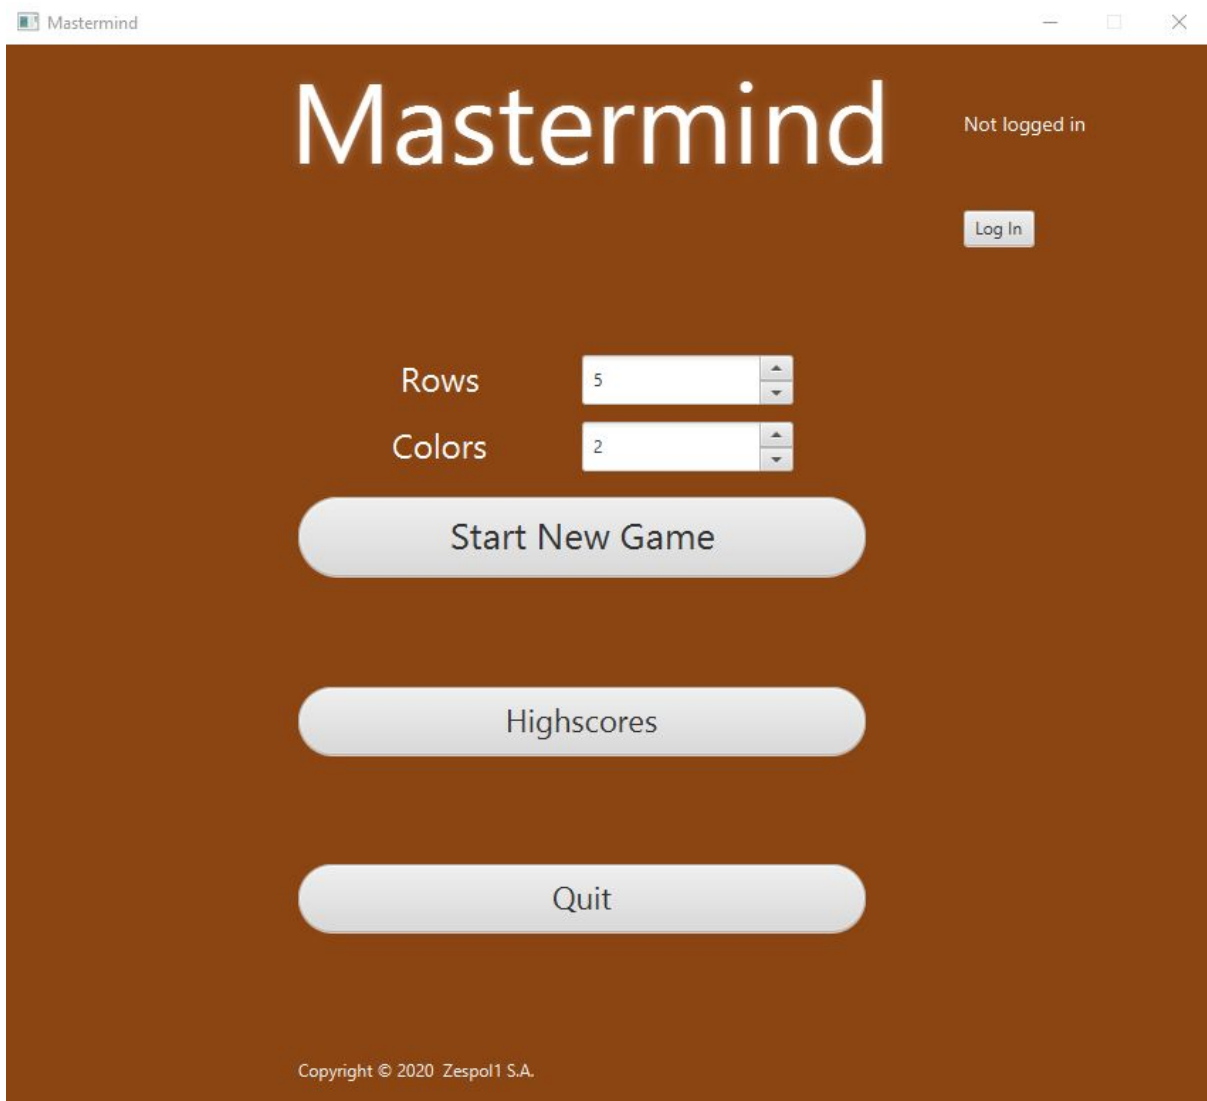 Mastermind
Mastermind
Not logged in
Log In
Rows 5
Colors 2
Start New Game
Highscores
Quit
Copyright © 2020 Zespol1 S.A.